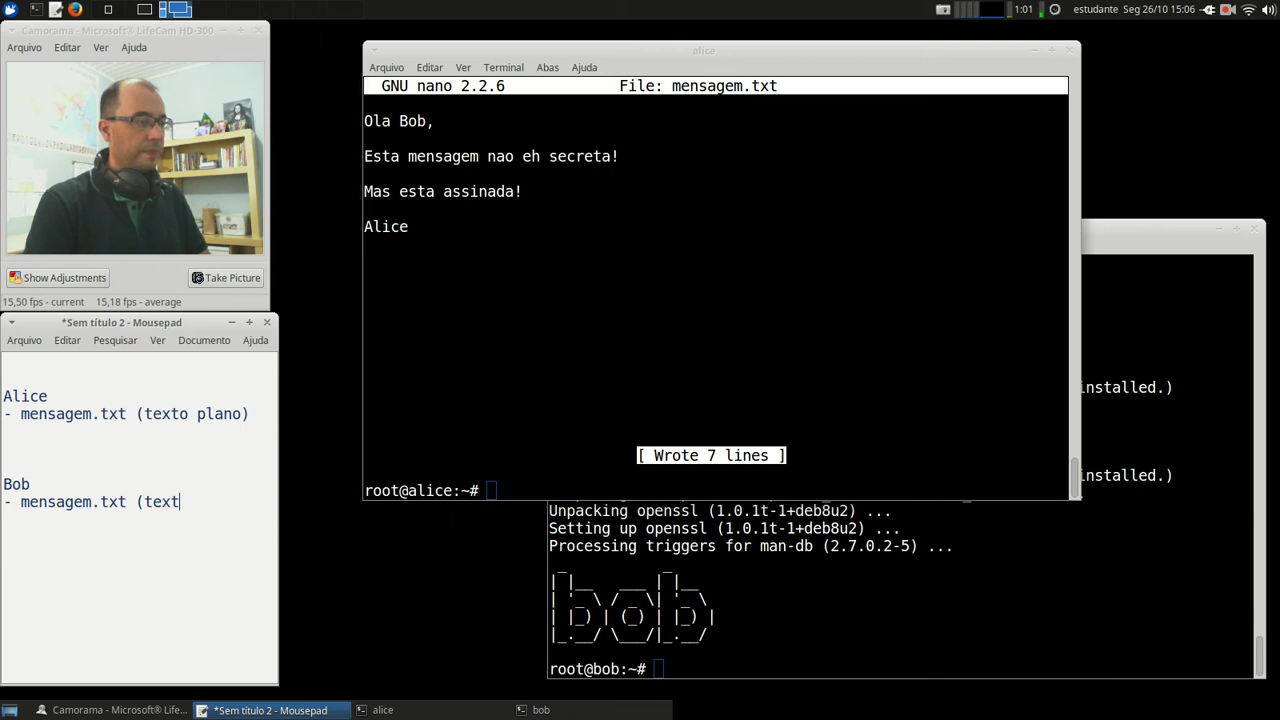 1:01 estudante Seg 26/10 15:06
Camorama - Microsoft® LifeCam HD-300
Arquivo Editar Ver Ajuda
Show Adjustments Take Picture
15,50 fps - current 15,18 fps - average
*Sem título 2 - Mousepad
Arquivo Editar Pesquisar Ver Documento Ajuda
Alice
- mensagem.txt (texto plano)
Bob
- mensagem.txt (text
alice
Arquivo Editar Ver Terminal Abas Ajuda
GNU nano 2.2.6 File: mensagem.txt
Ola Bob,
Esta mensagem nao eh secreta!
Mas esta assinada!
Alice
[ Wrote 7 lines ]
root@alice:~#
installed.)
installed.)
Unpacking openssl (1.0.1t-1+deb8u2) ...
Setting up openssl (1.0.1t-1+deb8u2) ...
Processing triggers for man-db (2.7.0.2-5) ...
bob
root@bob:~#
Camorama - Microsoft® LifeC... *Sem título 2 - Mousepad alice bob